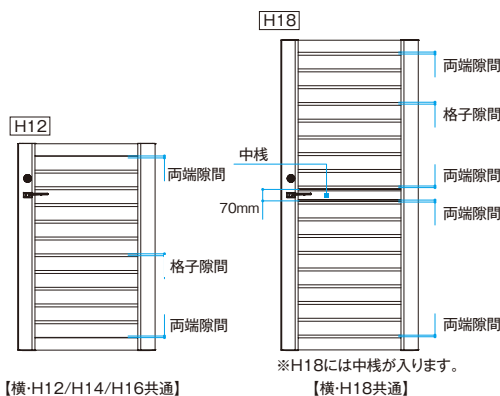 H18
両端隙間
格子隙間
中桟
両端隙間
70mm
両端隙間
両端隙間
※H18には中桟が入ります。
【横・H18共通】
H12
両端隙間
格子隙間
両端隙間
【横・H12/H14/H16共通】